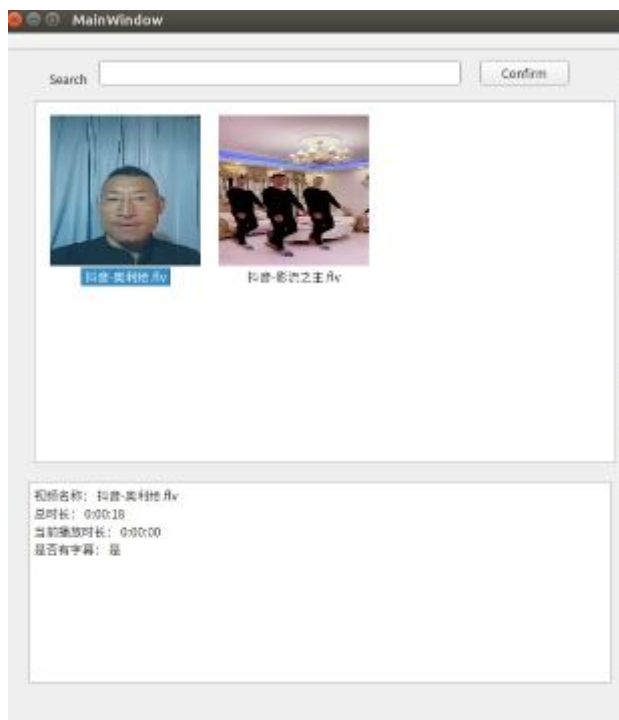 MainWindow
Search
Confirm
抖音-奥利给.flv
抖音-影流之主.flv
视频名称: 抖音-奥利给.flv
总时长: 0:00:18
当前播放时长: 0:00:00
是否有字幕: 是